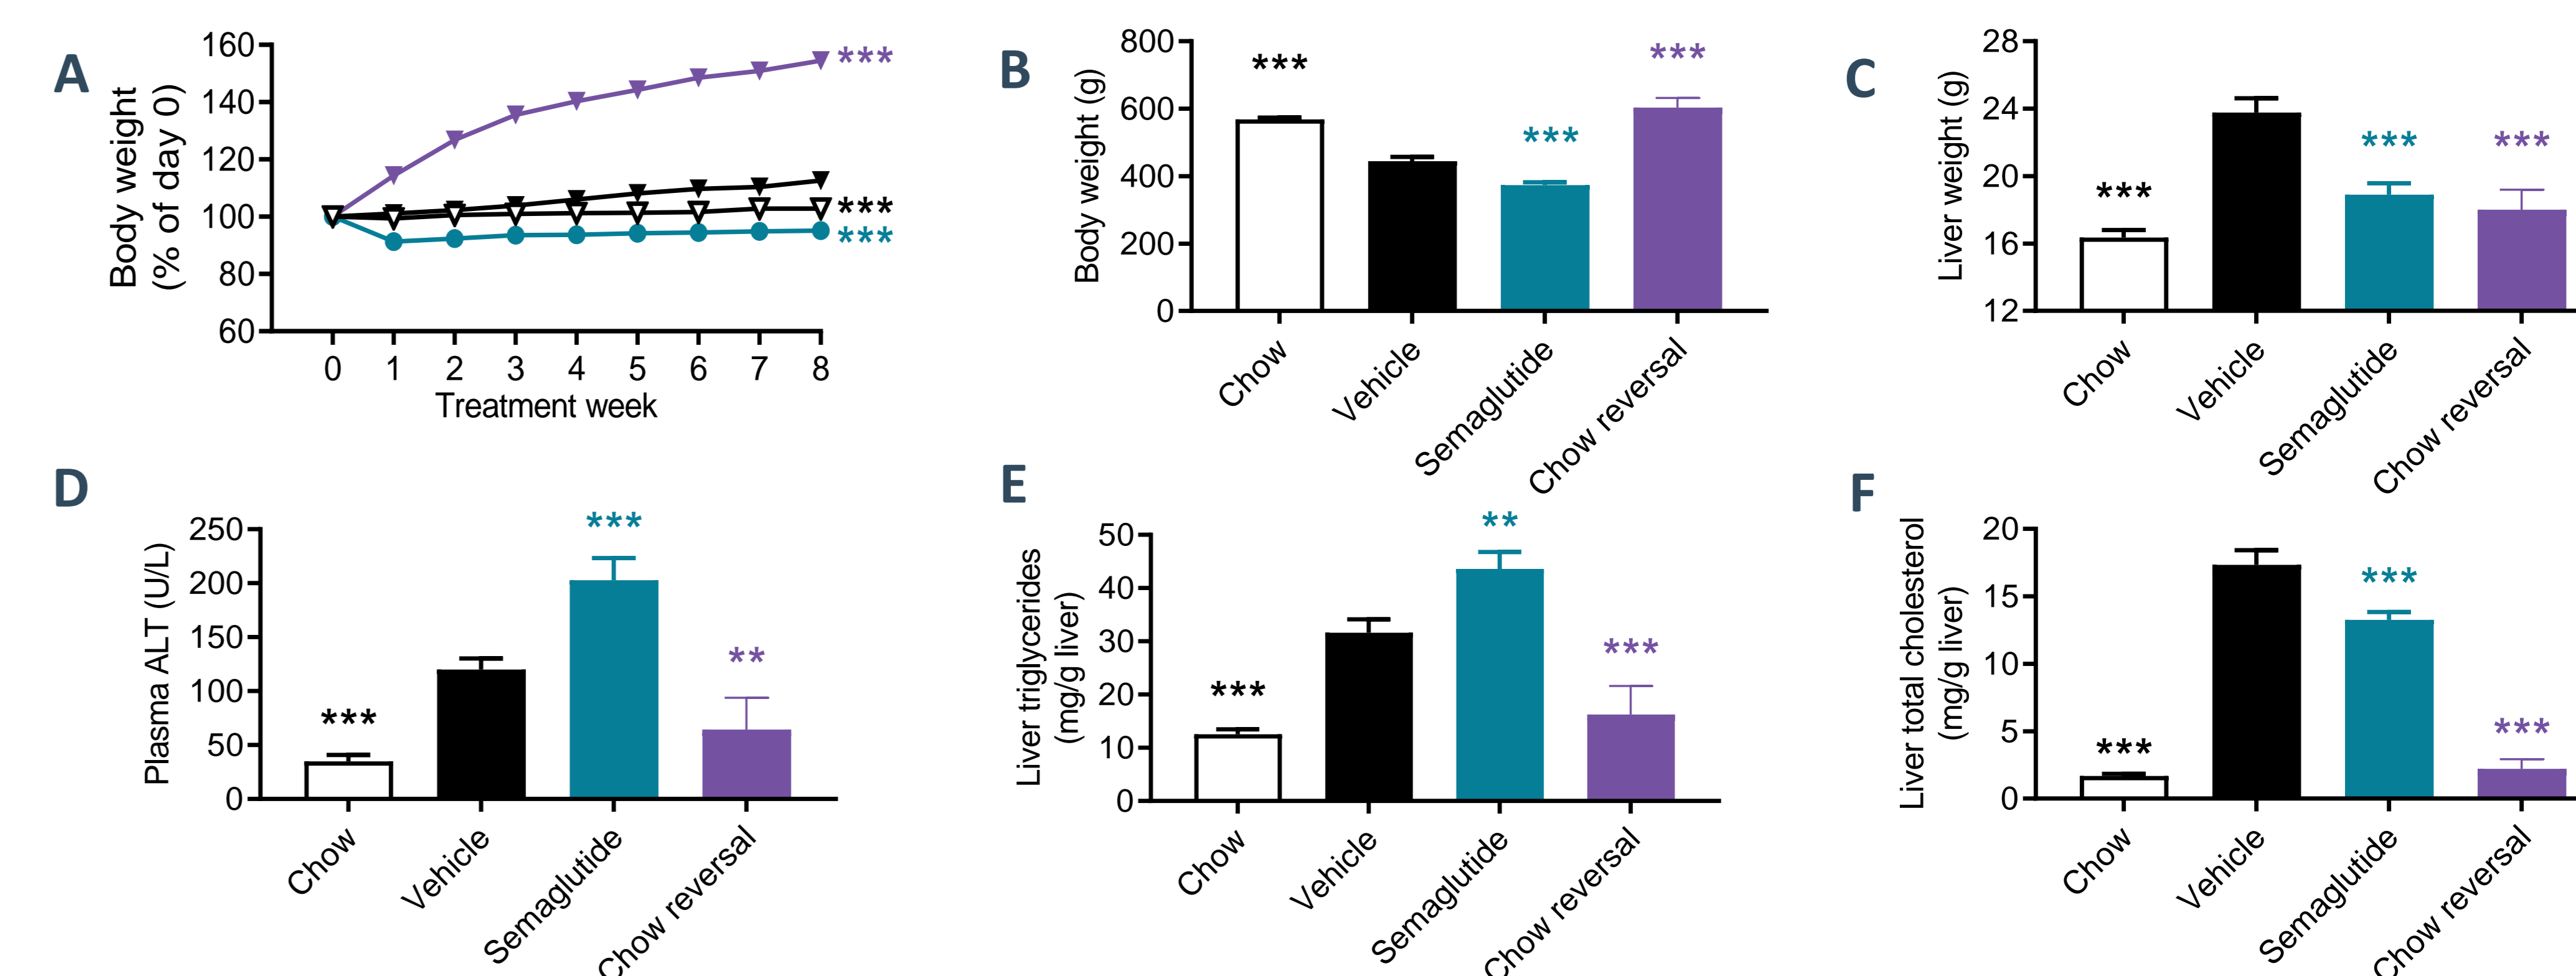 A
Body weight
(% of day 0)
160
140
120
100
80
60
***
***
***
0 1 2 3 4 5 6 7 8
Treatment week
B
Body weight (g)
800
600
400
200
0
***
***
***
Chow
Vehicle
Semaglutide
Chow reversal
C
Liver weight (g)
28
24
20
16
12
***
***
***
Chow
Vehicle
Semaglutide
Chow reversal
D
Plasma ALT (U/L)
250
200
150
100
50
0
***
***
**
Chow
Vehicle
Semaglutide
Chow reversal
E
Liver triglycerides
(mg/g liver)
50
40
30
20
10
0
***
**
***
Chow
Vehicle
Semaglutide
Chow reversal
F
Liver total cholesterol
(mg/g liver)
20
15
10
5
0
***
***
***
Chow
Vehicle
Semaglutide
Chow reversal